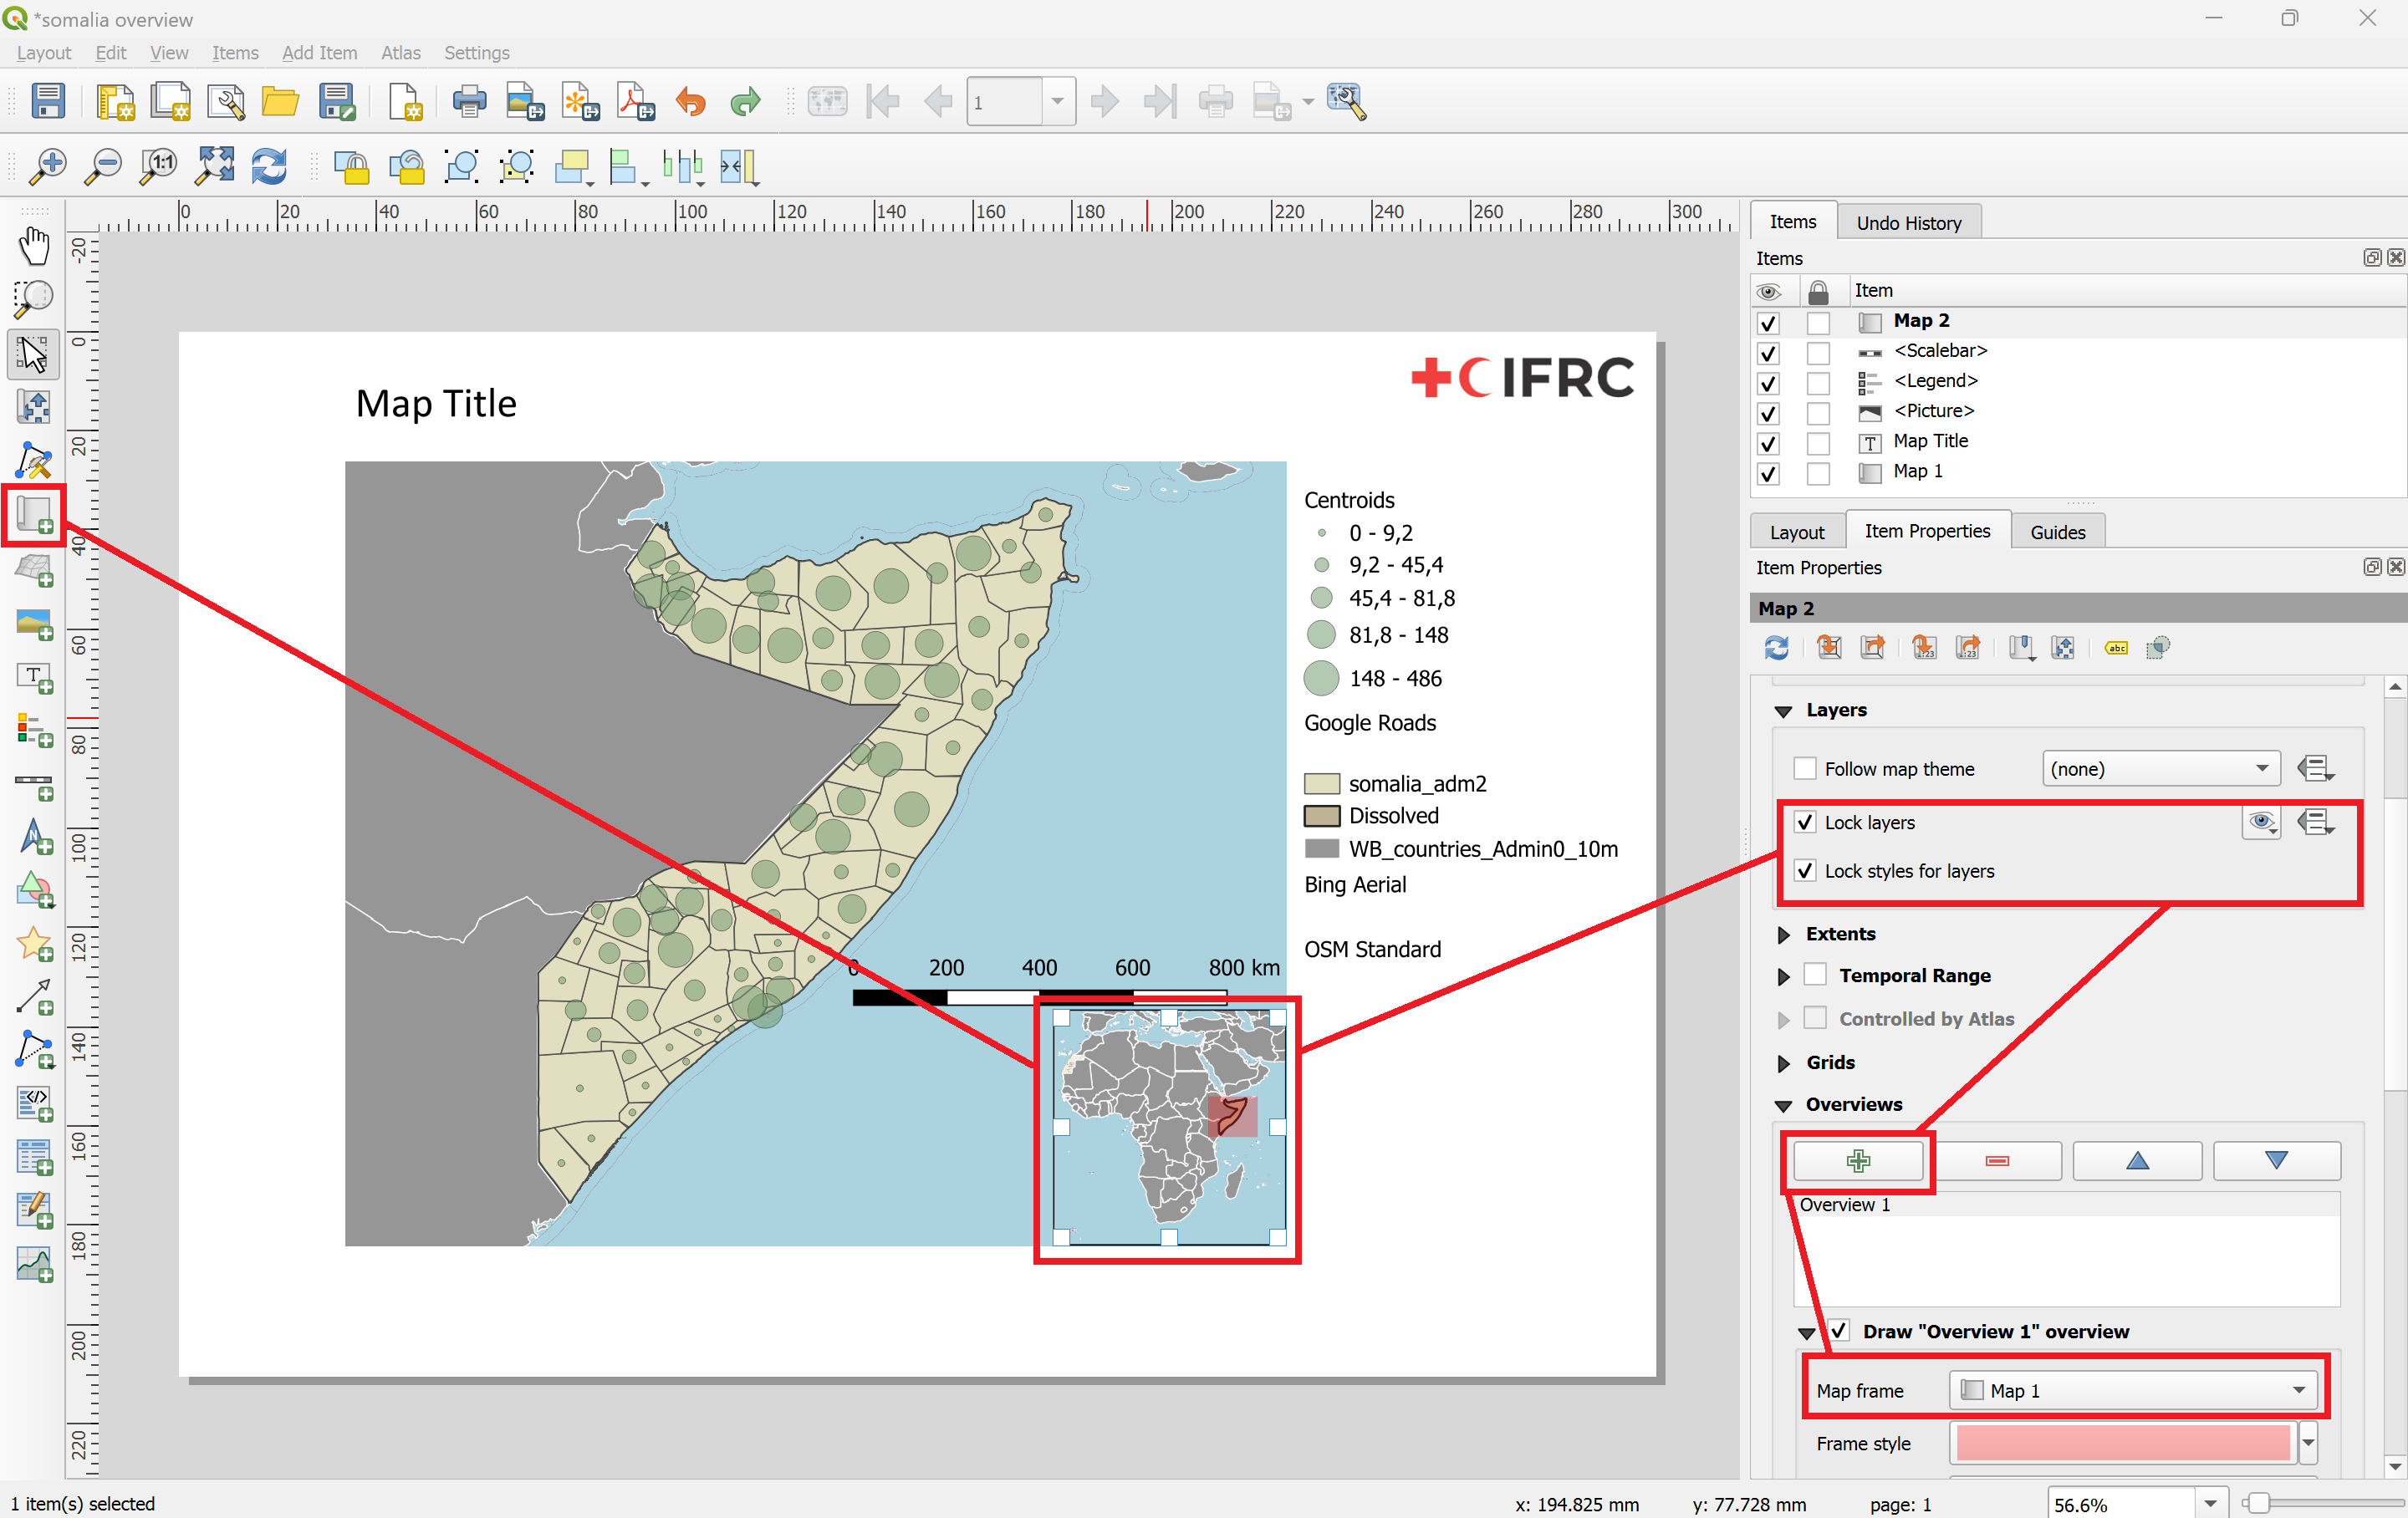 *somalia overview
Layout Edit View Items Add Item Atlas Settings
1
1:1
0 20 40 60 80 100 120 140 160 180 200 220 240 260 280 300
-20
0
20
40
60
80
100
120
140
160
180
200
220
Map Title
IFRC
Centroids
0 - 9,2
9,2 - 45,4
45,4 - 81,8
81,8 - 148
148 - 486
Google Roads
somalia_adm2
Dissolved
WB_countries_Admin0_10m
Bing Aerial
OSM Standard
0 200 400 600 800 km
Items Undo History
Items
Item
Map 2
<Scalebar>
<Legend>
<Picture>
T Map Title
Map 1
Layout Item Properties Guides
Item Properties
Map 2
123 123 abc
Layers
Follow map theme (none)
Lock layers
Lock styles for layers
Extents
Temporal Range
Controlled by Atlas
Grids
Overviews
Overview 1
Draw "Overview 1" overview
Map frame Map 1
Frame style
1 item(s) selected
x: 194.825 mm y: 77.728 mm page: 1 56.6%